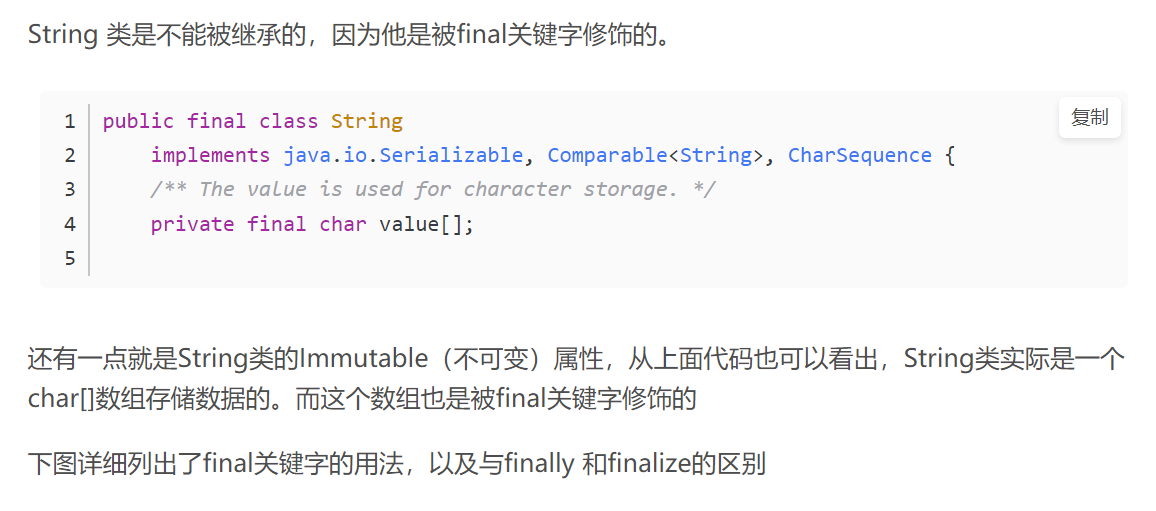 String 类是不能被继承的，因为他是被final关键字修饰的。
复制
1 public final class String
2     implements java.io.Serializable, Comparable<String>, CharSequence {
3     /** The value is used for character storage. */
4     private final char value[];
5
还有一点就是String类的Immutable（不可变）属性，从上面代码也可以看出，String类实际是一个
char[]数组存储数据的。而这个数组也是被final关键字修饰的
下图详细列出了final关键字的用法，以及与finally 和finalize的区别